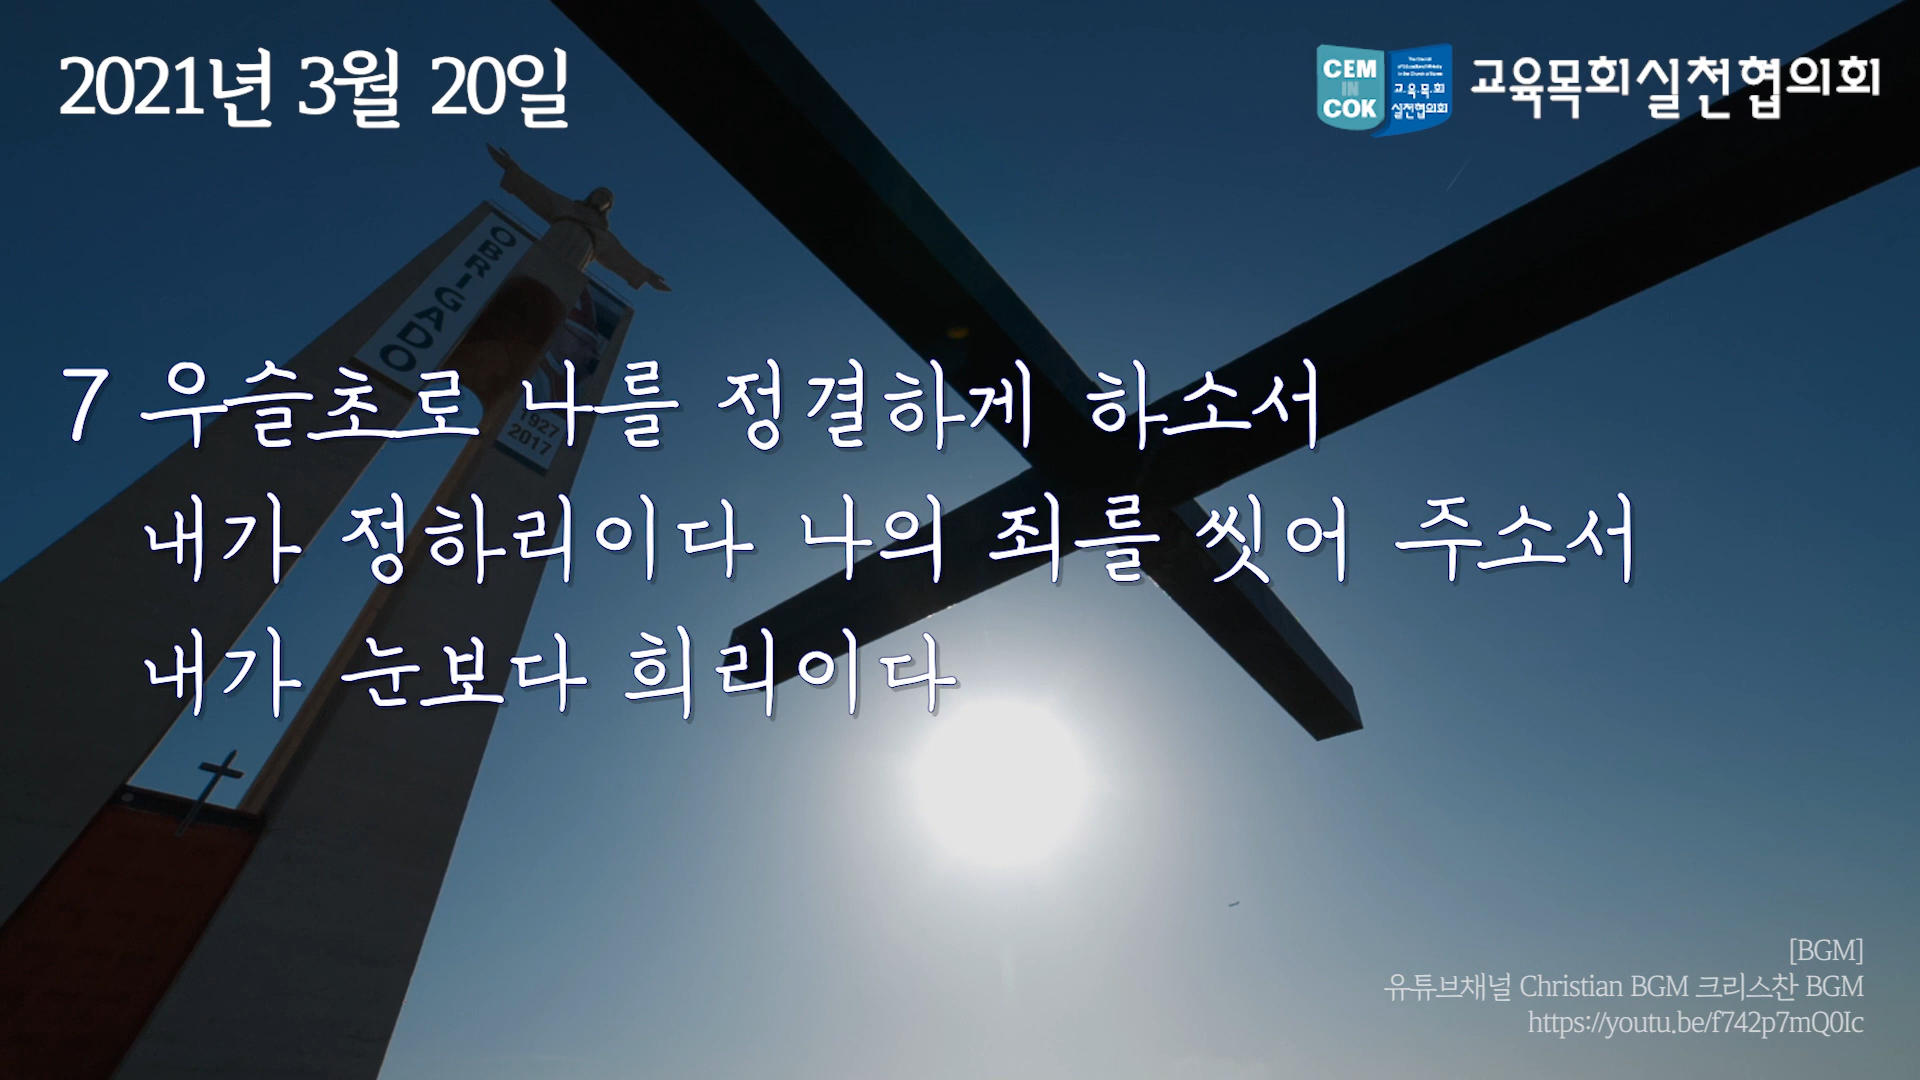 2021년 3월 20일
CEM
IN
COK
교·육·목·회
실천협의회
교육목회실천협의회
OBRIGADO
1927
2017
7 우슬초로 나를 정결하게 하소서
내가 정하리이다 나의 죄를 씻어 주소서
내가 눈보다 희리이다
[BGM]
유튜브채널 Christian BGM 크리스찬 BGM
https://youtu.be/f742p7mQ0Ic